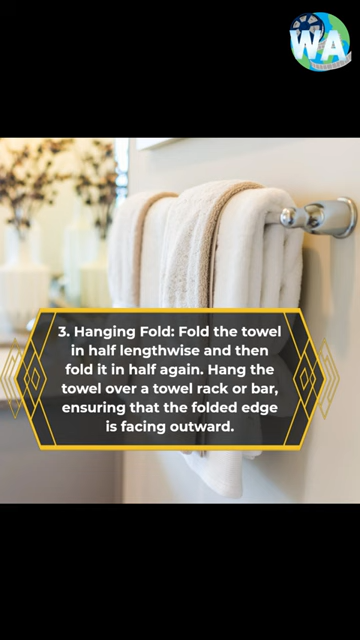 WA
3. Hanging Fold: Fold the towel
in half lengthwise and then
fold it in half again. Hang the
towel over a towel rack or bar,
ensuring that the folded edge
is facing outward.